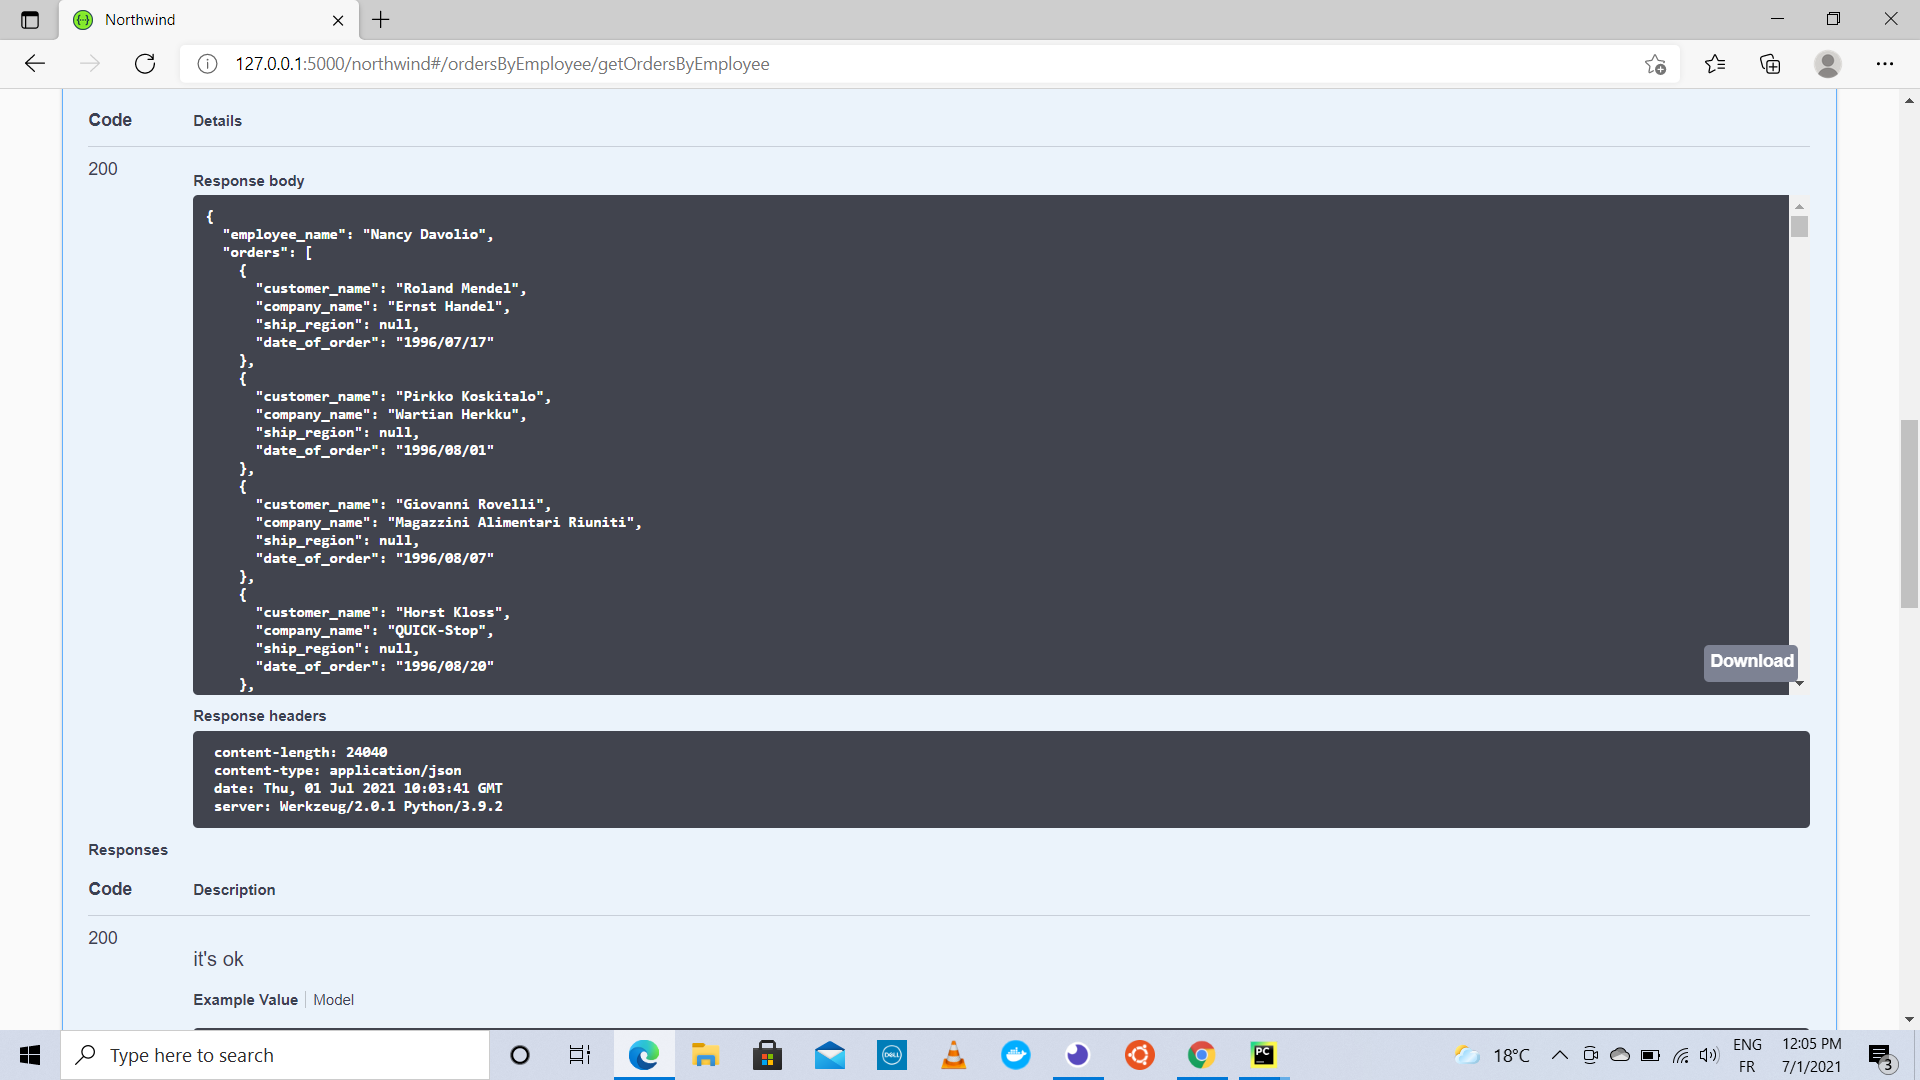 Northwind
127.0.0.1:5000/northwind#/ordersByEmployee/getOrdersByEmployee
Code Details
200
Response body
{
"employee_name": "Nancy Davolio",
"orders": [
{
"customer_name": "Roland Mendel",
"company_name": "Ernst Handel",
"ship_region": null,
"date_of_order": "1996/07/17"
},
{
"customer_name": "Pirkko Koskitalo",
"company_name": "Wartian Herkku",
"ship_region": null,
"date_of_order": "1996/08/01"
},
{
"customer_name": "Giovanni Rovelli",
"company_name": "Magazzini Alimentari Riuniti",
"ship_region": null,
"date_of_order": "1996/08/07"
},
{
"customer_name": "Horst Kloss",
"company_name": "QUICK-Stop",
"ship_region": null,
"date_of_order": "1996/08/20"
},
Download
Response headers
content-length: 24040
content-type: application/json
date: Thu, 01 Jul 2021 10:03:41 GMT
server: Werkzeug/2.0.1 Python/3.9.2
Responses
Code Description
200
it's ok
Example Value Model
Type here to search
DELL
PC
18°C
ENG
FR
12:05 PM
7/1/2021
3